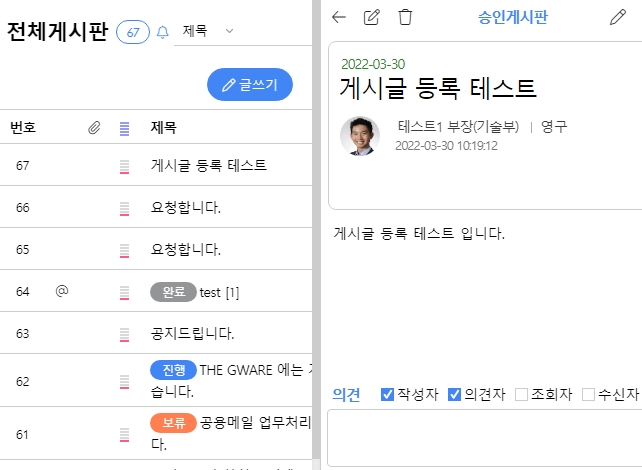 전체게시판 67 제목
글쓰기
번호 제목
67 게시글 등록 테스트
66 요청합니다.
65 요청합니다.
64 @ 완료 test [1]
63 공지드립니다.
62 진행 THE GWARE 에는
습니다.
61 보류 공용메일 업무처리
다.
승인게시판
2022-03-30
게시글 등록 테스트
테스트1 부장(기술부) | 영구
2022-03-30 10:19:12
게시글 등록 테스트 입니다.
의견 작성자 의견자 조회자 수신자